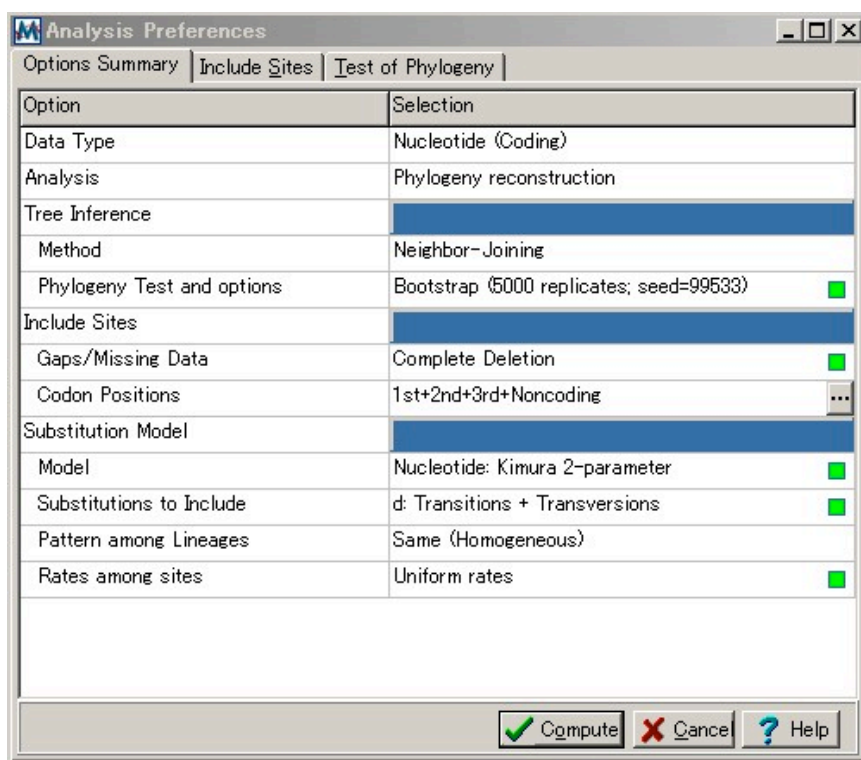 Analysis Preferences
Options Summary Include Sites Test of Phylogeny
Option Selection
Data Type Nucleotide (Coding)
Analysis Phylogeny reconstruction
Tree Inference
Method Neighbor-Joining
Phylogeny Test and options Bootstrap (5000 replicates; seed=99533)
Include Sites
Gaps/Missing Data Complete Deletion
Codon Positions 1st+2nd+3rd+Noncoding ...
Substitution Model
Model Nucleotide: Kimura 2-parameter
Substitutions to Include d: Transitions + Transversions
Pattern among Lineages Same (Homogeneous)
Rates among sites Uniform rates
Compute Cancel ? Help